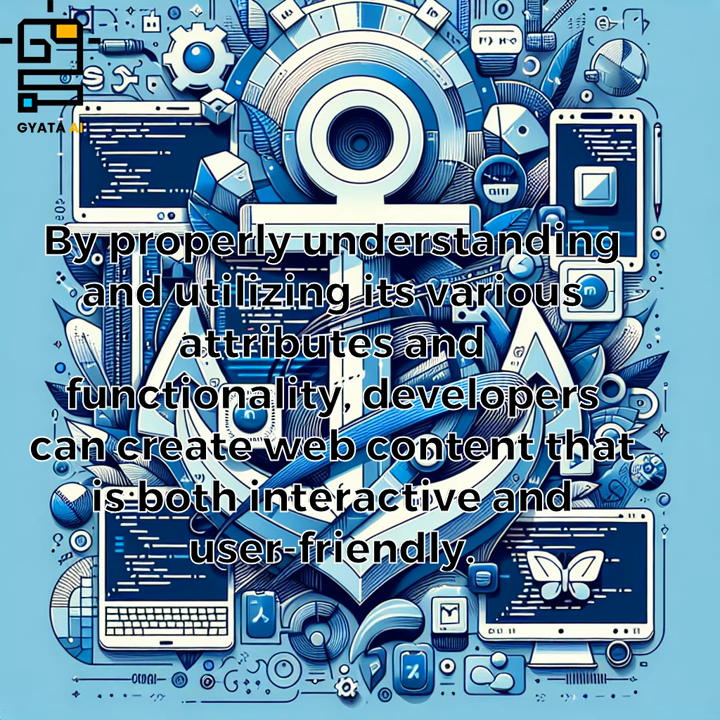 GYATA AI
By properly understanding
and utilizing its various
attributes and
functionality, developers
can create web content that
is both interactive and
user-friendly.